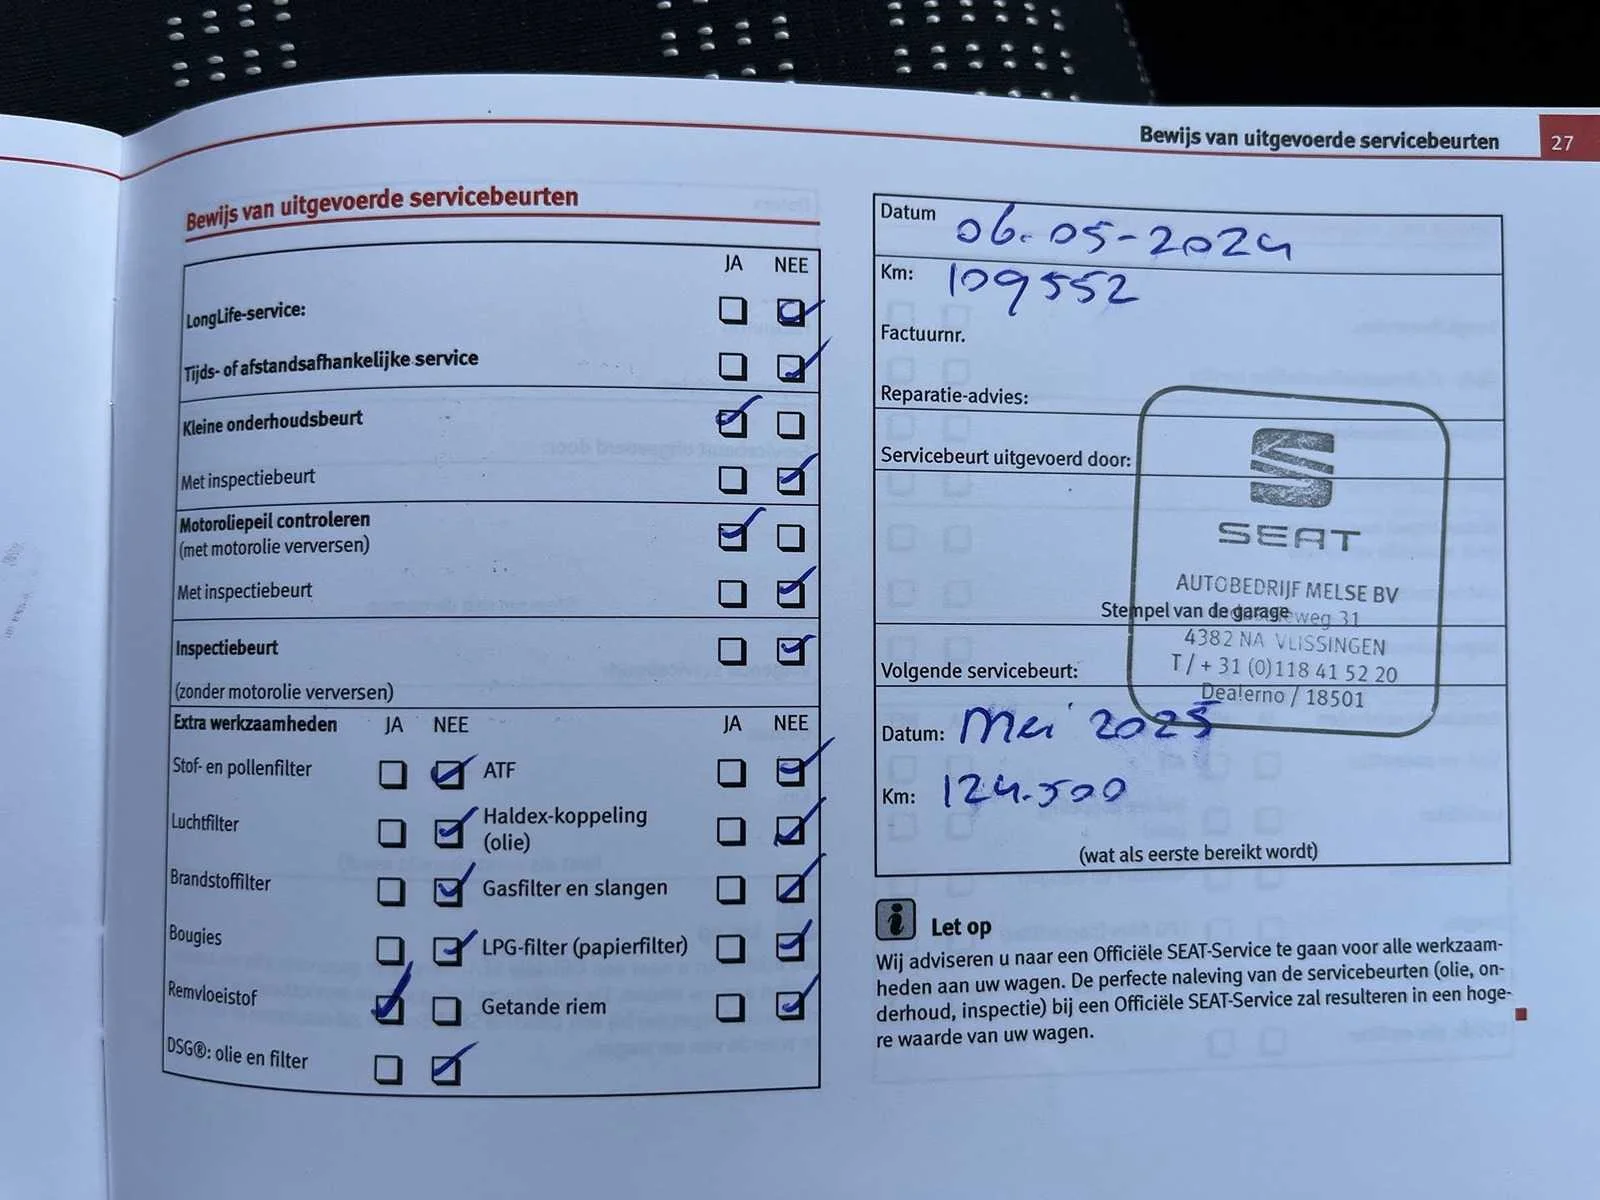 Bewijs van uitgevoerde servicebeurten 27
Bewijs van uitgevoerde servicebeurten
JA NEE
LongLife-service:
Tijds- of afstandsafhankelijke service
Kleine onderhoudsbeurt
Met inspectiebeurt
Motoroliepeil controleren
(met motorolie verversen)
Met inspectiebeurt
Inspectiebeurt
(zonder motorolie verversen)
Extra werkzaamheden JA NEE JA NEE
Stof- en pollenfilter ATF
Luchtfilter Haldex-koppeling
(olie)
Brandstoffilter Gasfilter en slangen
Bougies LPG-filter (papierfilter)
Remvloeistof Getande riem
DSG®: olie en filter
Datum 06-05-2024
Km: 109552
Factuurnr.
Reparatie-advies:
Servicebeurt uitgevoerd door:
SEAT
AUTOBEDRIJF MELSE BV
Stempel van de garage
31
4382 NA VLISSINGEN
T / + 31 (0)118 41 52 20
Dealerno / 18501
Volgende servicebeurt:
Datum: Mei 2025
Km: 124.500
(wat als eerste bereikt wordt)
i Let op
Wij adviseren u naar een Officiële SEAT-Service te gaan voor alle werkzaam-
heden aan uw wagen. De perfecte naleving van de servicebeurten (olie, on-
derhoud, inspectie) bij een Officiële SEAT-Service zal resulteren in een hoge-
re waarde van uw wagen.